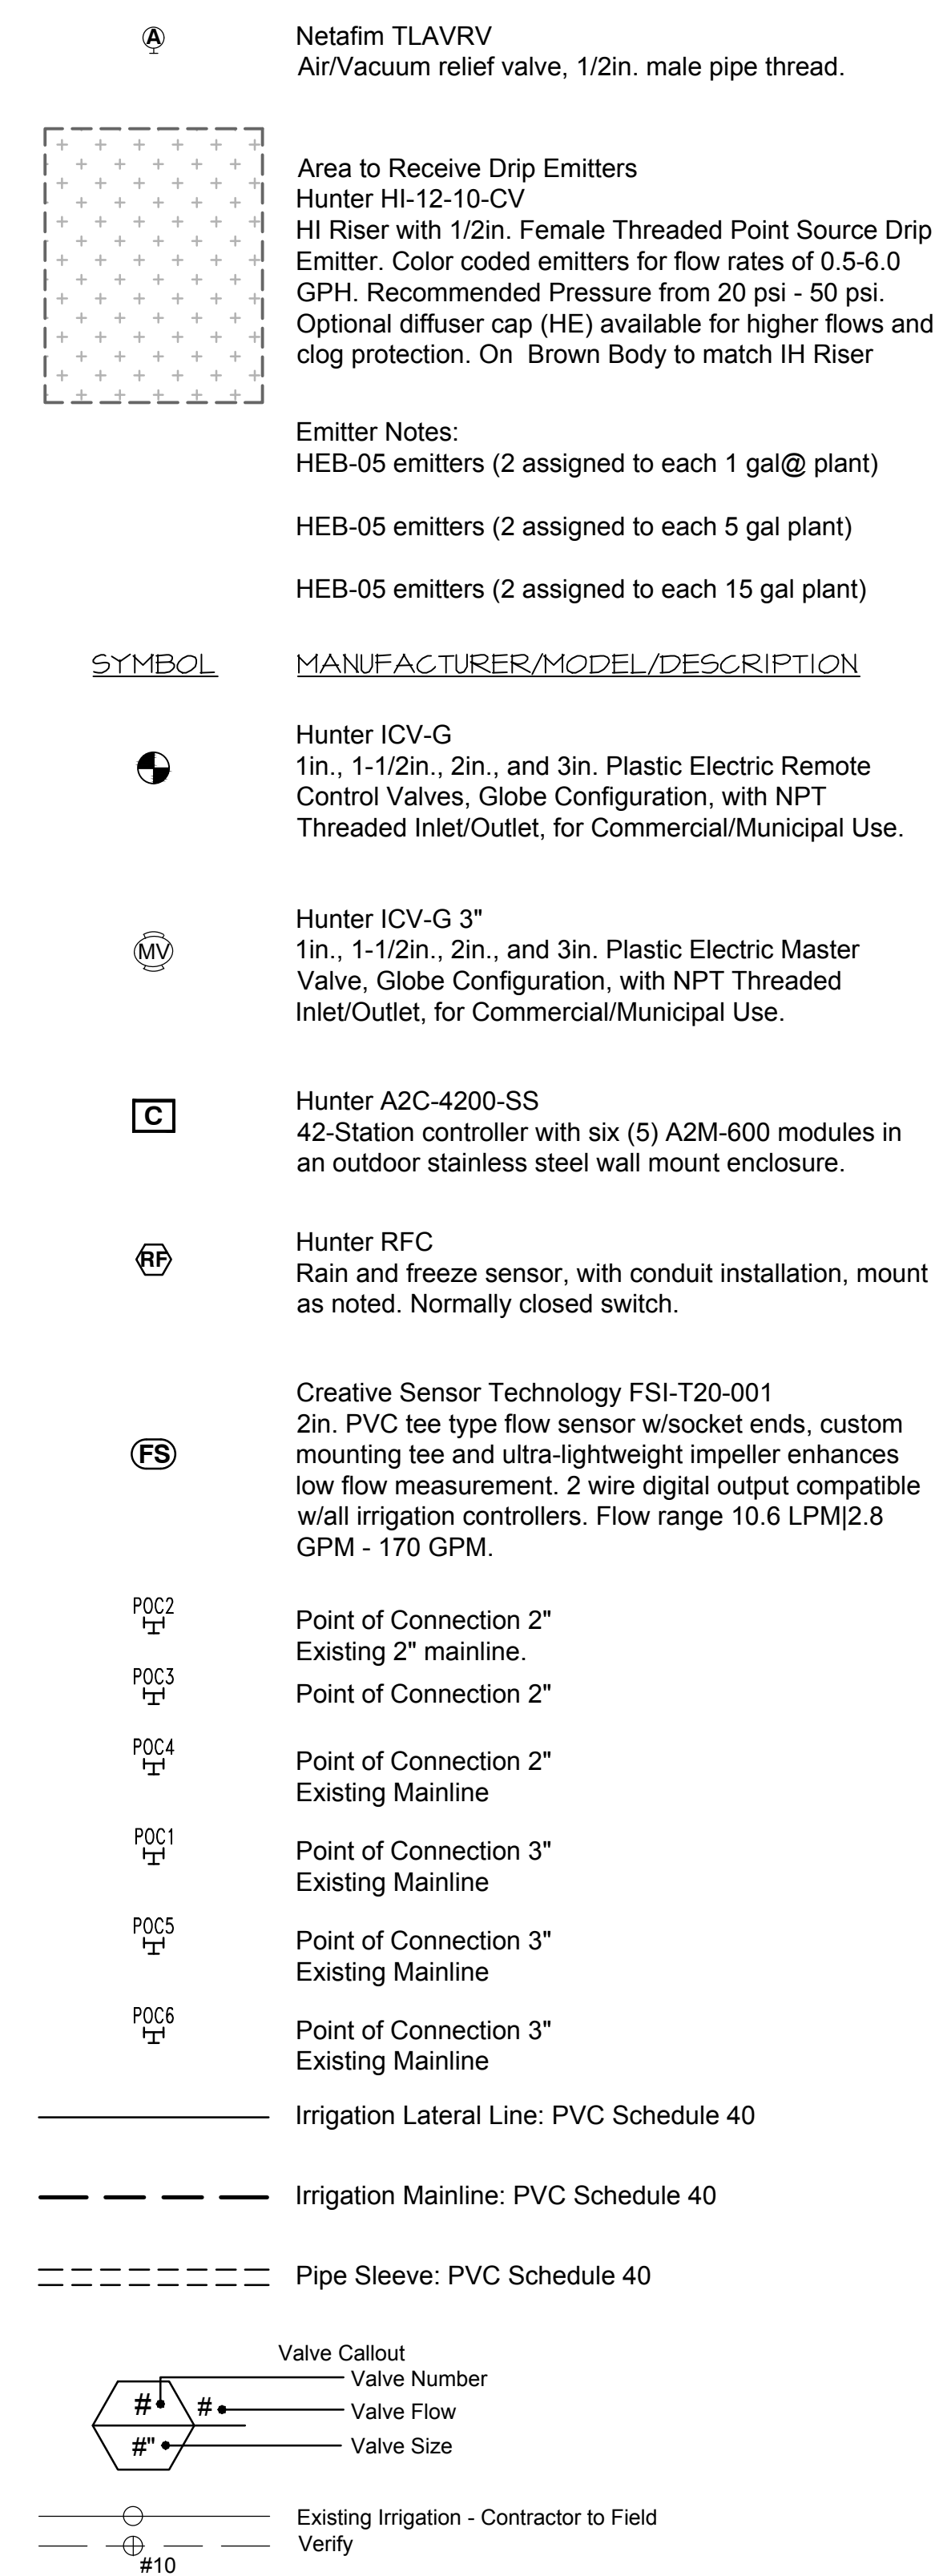 A
Netafim TLAVRV
Air/Vacuum relief valve, 1/2in. male pipe thread.
Area to Receive Drip Emitters
Hunter HI-12-10-CV
HI Riser with 1/2in. Female Threaded Point Source Drip
Emitter. Color coded emitters for flow rates of 0.5-6.0
GPH. Recommended Pressure from 20 psi - 50 psi.
Optional diffuser cap (HE) available for higher flows and
clog protection. On Brown Body to match IH Riser
Emitter Notes:
HEB-05 emitters (2 assigned to each 1 gal@ plant)
HEB-05 emitters (2 assigned to each 5 gal plant)
HEB-05 emitters (2 assigned to each 15 gal plant)
SYMBOL MANUFACTURER/MODEL/DESCRIPTION
Hunter ICV-G
1in., 1-1/2in., 2in., and 3in. Plastic Electric Remote
Control Valves, Globe Configuration, with NPT
Threaded Inlet/Outlet, for Commercial/Municipal Use.
MV
Hunter ICV-G 3"
1in., 1-1/2in., 2in., and 3in. Plastic Electric Master
Valve, Globe Configuration, with NPT Threaded
Inlet/Outlet, for Commercial/Municipal Use.
C
Hunter A2C-4200-SS
42-Station controller with six (5) A2M-600 modules in
an outdoor stainless steel wall mount enclosure.
RF
Hunter RFC
Rain and freeze sensor, with conduit installation, mount
as noted. Normally closed switch.
FS
Creative Sensor Technology FSI-T20-001
2in. PVC tee type flow sensor w/socket ends, custom
mounting tee and ultra-lightweight impeller enhances
low flow measurement. 2 wire digital output compatible
w/all irrigation controllers. Flow range 10.6 LPM|2.8
GPM - 170 GPM.
POC2
Point of Connection 2"
Existing 2" mainline.
POC3
Point of Connection 2"
POC4
Point of Connection 2"
Existing Mainline
POC1
Point of Connection 3"
Existing Mainline
POC5
Point of Connection 3"
Existing Mainline
POC6
Point of Connection 3"
Existing Mainline
Irrigation Lateral Line: PVC Schedule 40
Irrigation Mainline: PVC Schedule 40
Pipe Sleeve: PVC Schedule 40
Valve Callout
Valve Number
# # Valve Flow
#" Valve Size
Existing Irrigation - Contractor to Field
Verify
#10